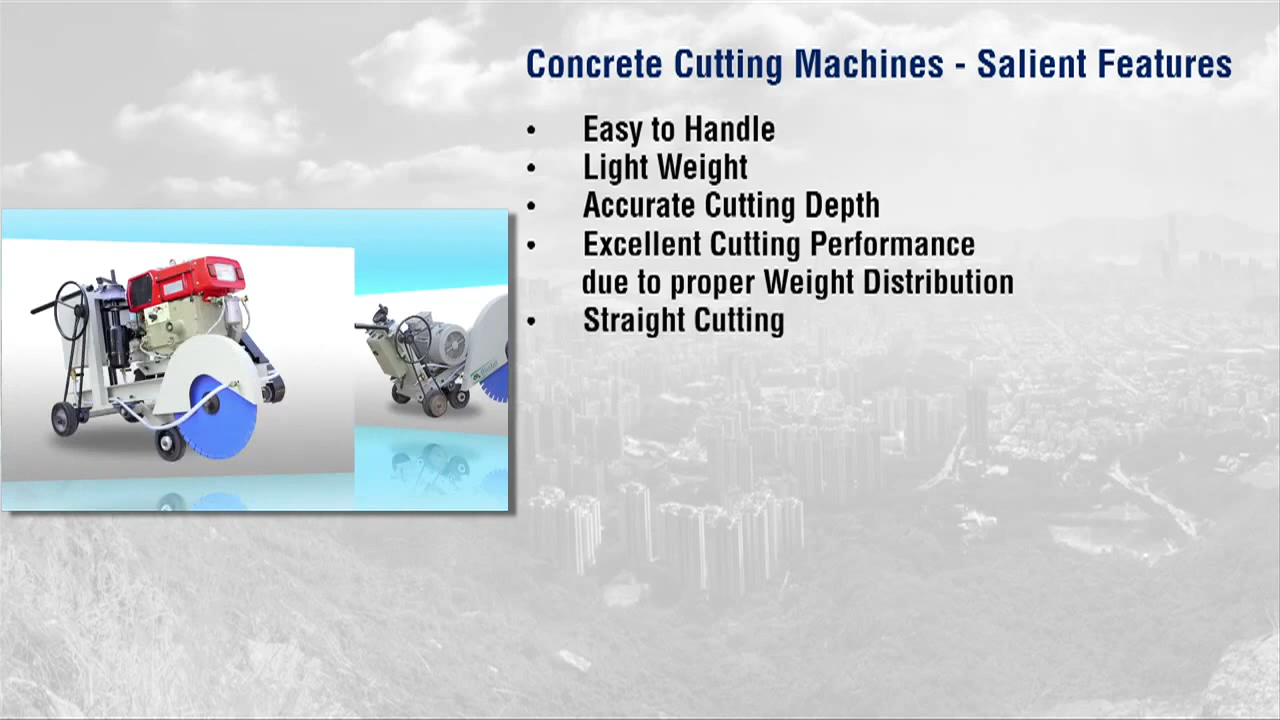 Concrete Cutting Machines - Salient Features
• Easy to Handle
• Light Weight
• Accurate Cutting Depth
• Excellent Cutting Performance
due to proper Weight Distribution
• Straight Cutting